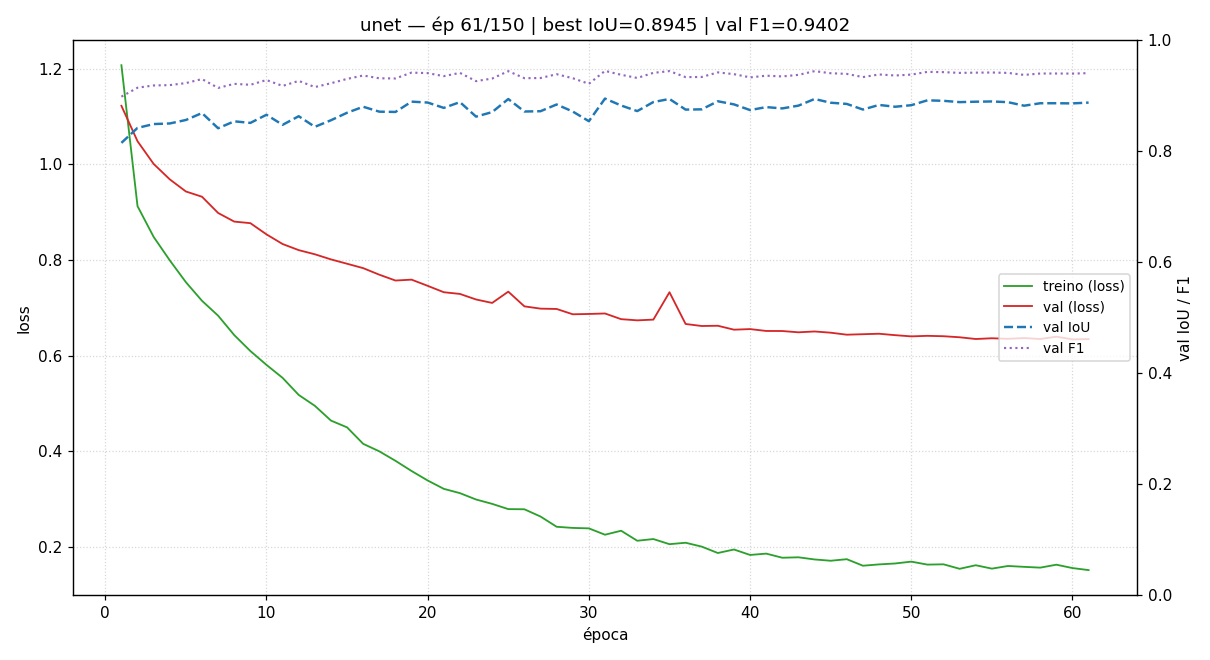 unet — ép 61/150 | best IoU=0.8945 | val F1=0.9402
1.2
1.0
0.8
0.6
0.4
0.2
loss
1.0
0.8
0.6
0.4
0.2
0.0
val IoU / F1
treino (loss)
val (loss)
val IoU
val F1
0 10 20 30 40 50 60
época